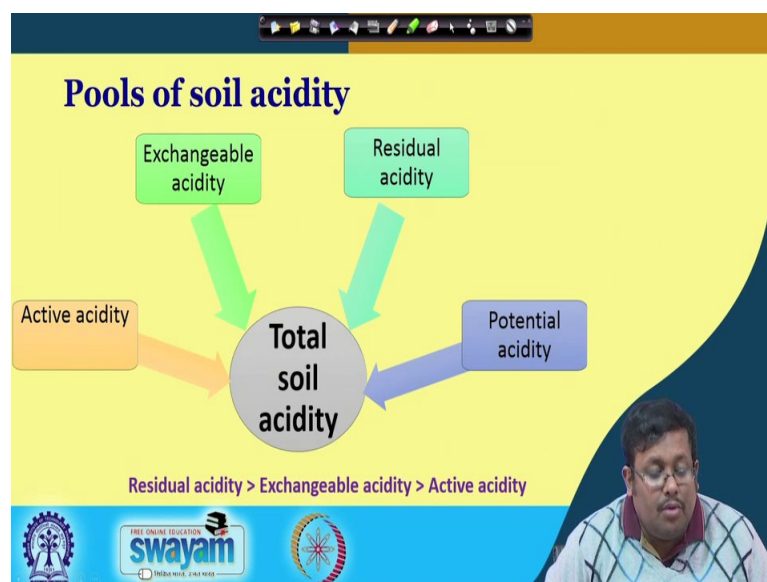 Pools of soil acidity
Exchangeable
acidity
Residual
acidity
Active acidity
Potential
acidity
Total
soil
acidity
Residual acidity > Exchangeable acidity > Active acidity
FREE ONLINE EDUCATION
swayam